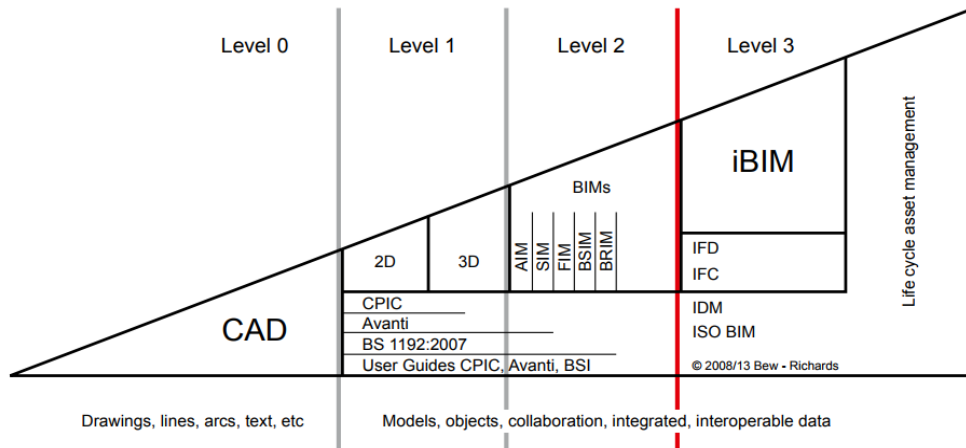 Level 0
Level 1
Level 2
Level 3
iBIM
BIMs
Life cycle asset management
2D
3D
AIM
SIM
FIM
BSIM
BRIM
IFD
IFC
CAD
CPIC
Avanti
BS 1192:2007
User Guides CPIC, Avanti, BSI
IDM
ISO BIM
© 2008/13 Bew - Richards
Drawings, lines, arcs, text, etc
Models, objects, collaboration, integrated, interoperable data